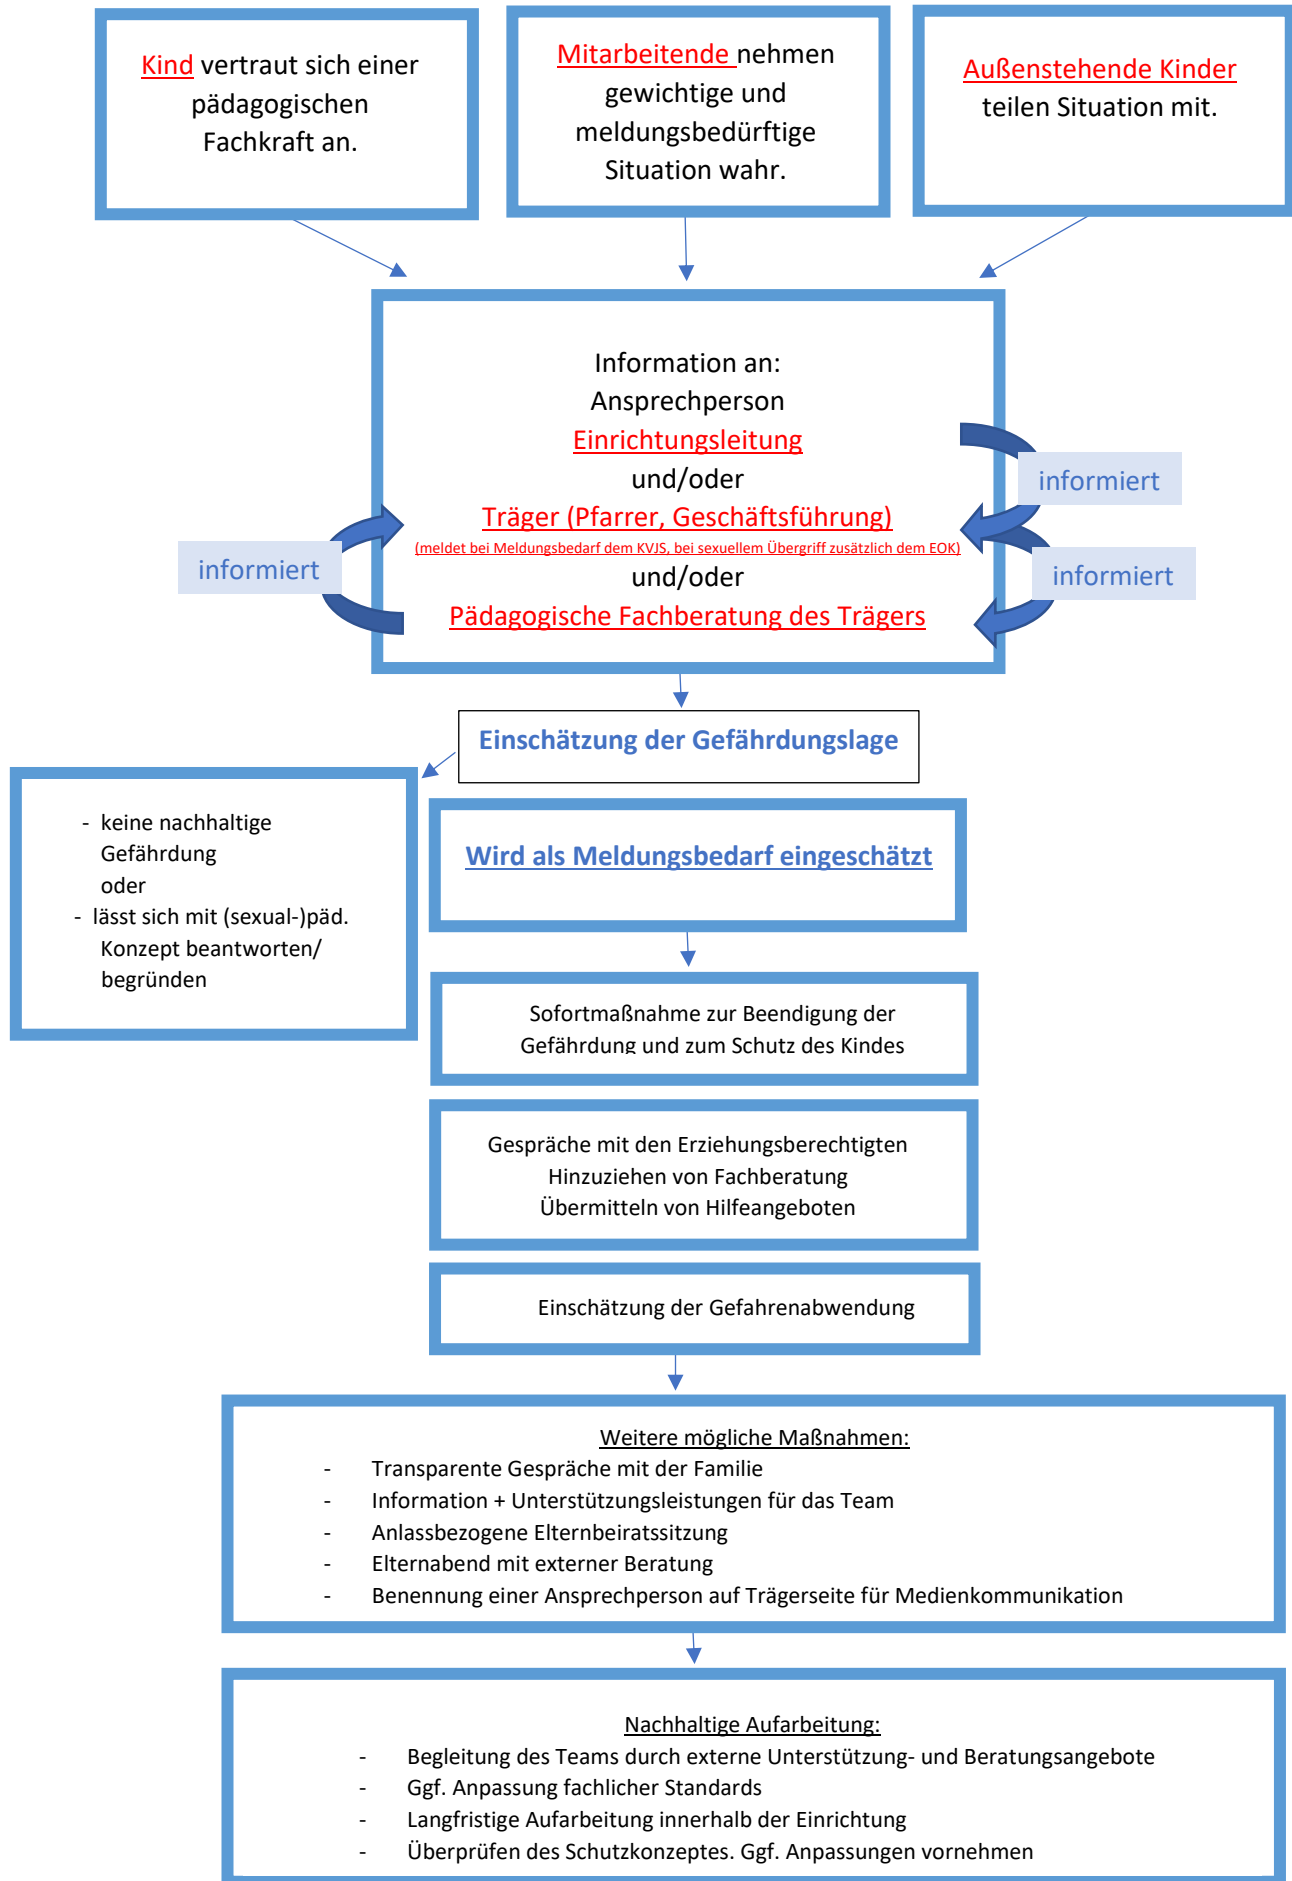 Kind vertraut sich einer
pädagogischen
Fachkraft an.
Mitarbeitende nehmen
gewichtige und
meldungsbedürftige
Situation wahr.
Außenstehende Kinder
teilen Situation mit.
Information an:
Ansprechperson
Einrichtungsleitung
und/oder
Träger (Pfarrer, Geschäftsführung)
(meldet bei Meldungsbedarf dem KVJS, bei sexuellem Übergriff zusätzlich dem EOK)
und/oder
Pädagogische Fachberatung des Trägers
informiert
informiert
informiert
Einschätzung der Gefährdungslage
- keine nachhaltige
Gefährdung
oder
- lässt sich mit (sexual-)päd.
Konzept beantworten/
begründen
Wird als Meldungsbedarf eingeschätzt
Sofortmaßnahme zur Beendigung der
Gefährdung und zum Schutz des Kindes
Gespräche mit den Erziehungsberechtigten
Hinzuziehen von Fachberatung
Übermitteln von Hilfeangeboten
Einschätzung der Gefahrenabwendung
Weitere mögliche Maßnahmen:
- Transparente Gespräche mit der Familie
- Information + Unterstützungsleistungen für das Team
- Anlassbezogene Elternbeiratssitzung
- Elternabend mit externer Beratung
- Benennung einer Ansprechperson auf Trägerseite für Medienkommunikation
Nachhaltige Aufarbeitung:
- Begleitung des Teams durch externe Unterstützung- und Beratungsangebote
- Ggf. Anpassung fachlicher Standards
- Langfristige Aufarbeitung innerhalb der Einrichtung
- Überprüfen des Schutzkonzeptes. Ggf. Anpassungen vornehmen